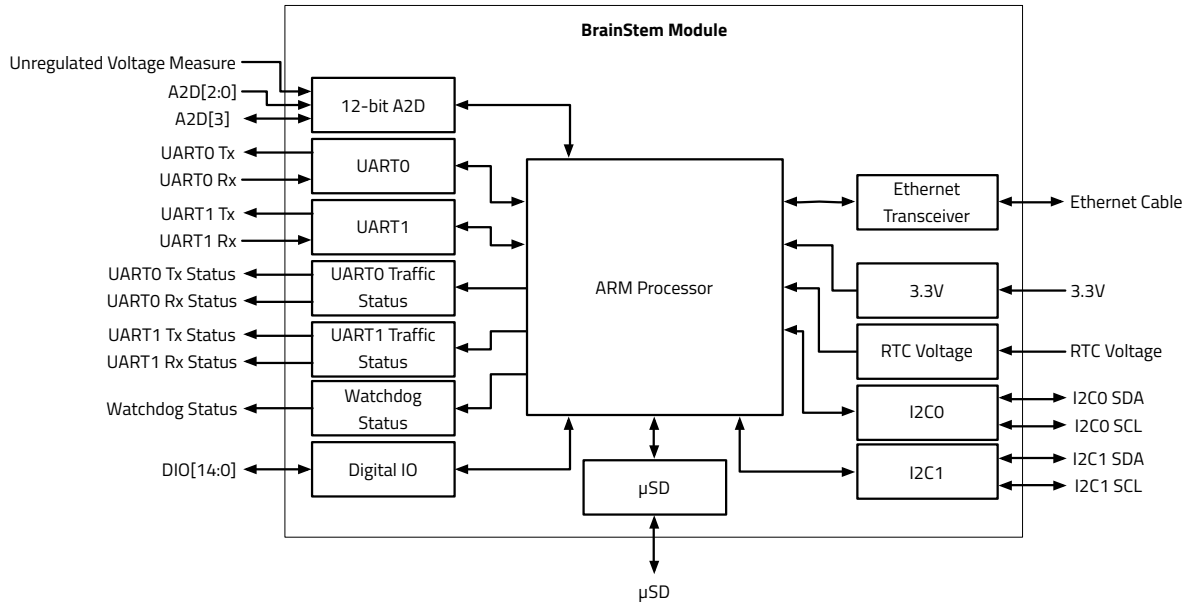 BrainStem Module
Unregulated Voltage Measure
A2D[2:0]
A2D[3]
12-bit A2D
UART0 Tx
UART0 Rx
UART0
UART1 Tx
UART1 Rx
UART1
UART0 Tx Status
UART0 Rx Status
UART0 Traffic
Status
UART1 Tx Status
UART1 Rx Status
UART1 Traffic
Status
Watchdog Status
Watchdog
Status
DIO[14:0]
Digital IO
ARM Processor
µSD
µSD
Ethernet
Transceiver
Ethernet Cable
3.3V
3.3V
RTC Voltage
RTC Voltage
I2C0
I2C0 SDA
I2C0 SCL
I2C1
I2C1 SDA
I2C1 SCL